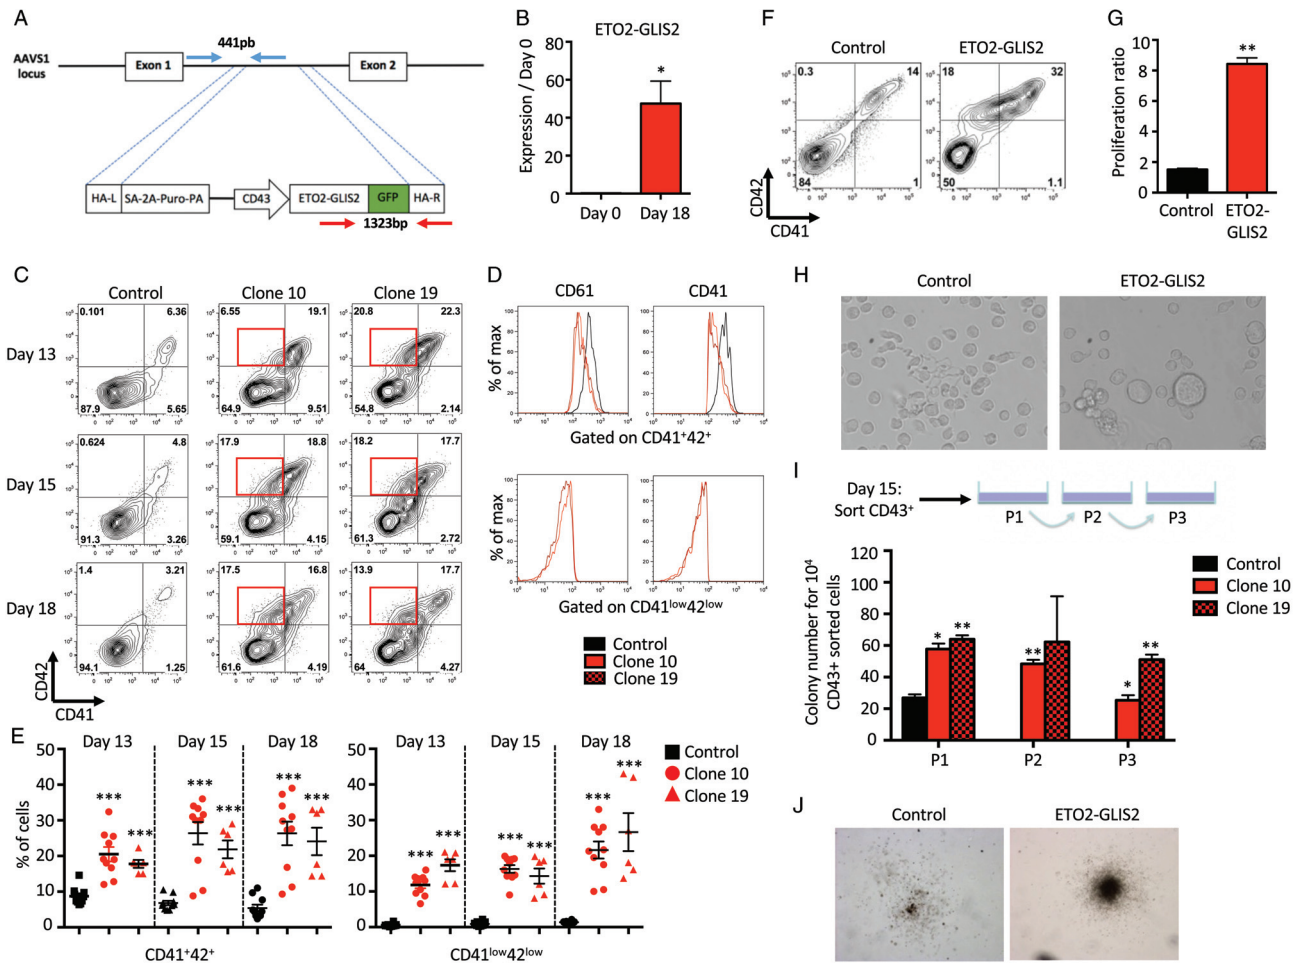 A
441pb
AAVS1
locus
Exon 1
Exon 2
HA-L
SA-2A-Puro-PA
CD43
ETO2-GLIS2
GFP
HA-R
1323bp
B
ETO2-GLIS2
Expression / Day 0
80
60
40
20
0
*
Day 0
Day 18
F
Control
ETO2-GLIS2
0.3
14
84
1
18
32
50
1.1
CD42
CD41
G
Proliferation ratio
10
8
6
4
2
0
**
Control
ETO2-
GLIS2
C
Control
Clone 10
Clone 19
Day 13
0.101
6.36
87.9
5.65
6.55
19.1
64.9
9.51
20.8
22.3
54.8
2.14
Day 15
0.624
4.8
91.3
3.26
17.9
18.8
59.1
4.15
18.2
17.7
61.3
2.72
Day 18
1.4
3.21
94.1
1.25
17.5
16.8
61.6
4.19
13.9
17.7
64
4.27
CD42
CD41
D
CD61
CD41
% of max
Gated on CD41⁺42⁺
% of max
Gated on CD41ˡᵒʷ42ˡᵒʷ
Control
Clone 10
Clone 19
H
Control
ETO2-GLIS2
I
Day 15:
Sort CD43⁺
P1
P2
P3
Colony number for 10⁴
CD43+ sorted cells
120
100
80
60
40
20
0
* **
**
* **
P1
P2
P3
Control
Clone 10
Clone 19
E
% of cells
50
40
30
20
10
0
Day 13
Day 15
Day 18
*** ***
*** ***
*** ***
CD41⁺42⁺
50
40
30
20
10
0
Day 13
Day 15
Day 18
*** ***
*** ***
*** ***
CD41ˡᵒʷ42ˡᵒʷ
Control
Clone 10
Clone 19
J
Control
ETO2-GLIS2